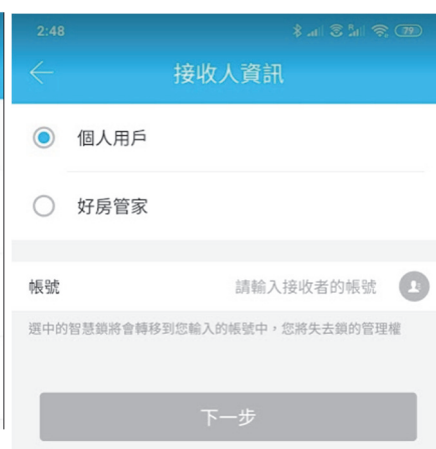 2:48
79
接收人資訊
個人用戶
好房管家
帳號 請輸入接收者的帳號
選中的智慧鎖將會轉移到您輸入的帳號中，您將失去鎖的管理權
下一步